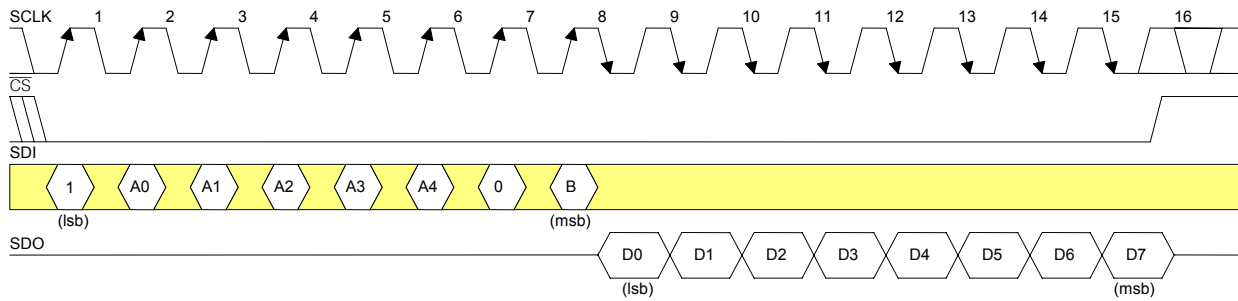 SCLK 1 2 3 4 5 6 7 8 9 10 11 12 13 14 15 16
CS
SDI
1 A0 A1 A2 A3 A4 0 B
(lsb) (msb)
SDO
D0 D1 D2 D3 D4 D5 D6 D7
(lsb) (msb)